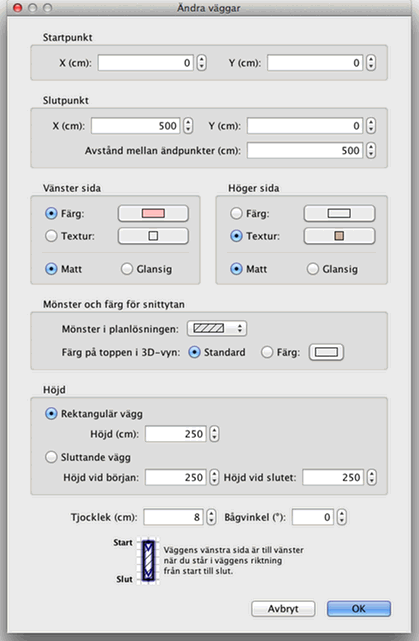 Ändra väggar
Startpunkt
X (cm): 0 Y (cm): 0
Slutpunkt
X (cm): 500 Y (cm): 0
Avstånd mellan ändpunkter (cm): 500
Vänster sida
Färg:
Textur:
Matt Glansig
Höger sida
Färg:
Textur:
Matt Glansig
Mönster och färg för snittytan
Mönster i planlösningen:
Färg på toppen i 3D-vyn: Standard Färg:
Höjd
Rektangulär vägg
Höjd (cm): 250
Sluttande vägg
Höjd vid början: 250 Höjd vid slutet: 250
Tjocklek (cm): 8 Bågvinkel (°): 0
Start
Slut
Väggens vänstra sida är till vänster
när du står i väggens riktning
från start till slut.
Avbryt OK